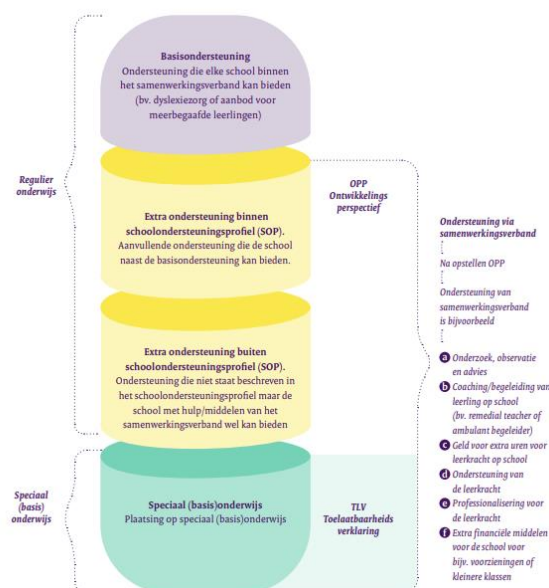 Basisondersteuning
Ondersteuning die elke school binnen
het samenwerkingsverband kan bieden
(bv. dyslexiezorg of aanbod voor
meerbegaafde leerlingen)
Regulier
onderwijs
OPP
Ontwikkelings
perspectief
Extra ondersteuning binnen
schoolondersteuningsprofiel (SOP).
Aanvullende ondersteuning die de school
naast de basisondersteuning kan bieden.
Extra ondersteuning buiten
schoolondersteuningsprofiel (SOP).
Ondersteuning die niet staat beschreven in
het schoolondersteuningsprofiel maar de
school met hulp/middelen van het
samenwerkingsverband wel kan bieden
Speciaal
(basis)
onderwijs
Speciaal (basis)onderwijs
Plaatsing op speciaal (basis)onderwijs
TLV
Toelaatbaarheids
verklaring
Ondersteuning via
samenwerkingsverband
Na opstellen OPP
Ondersteuning van
samenwerkingsverband
is bijvoorbeeld
a Onderzoek, observatie
en advies
b Coaching/begeleiding van
leerling op school
(bv. remedial teacher of
ambulant begeleider)
c Geld voor extra uren voor
leerkracht op school
d Ondersteuning van
de leerkracht
e Professionalisering voor
de leerkracht
f Extra financiële middelen
voor de school voor
bijv. voorzieningen of
kleinere klassen